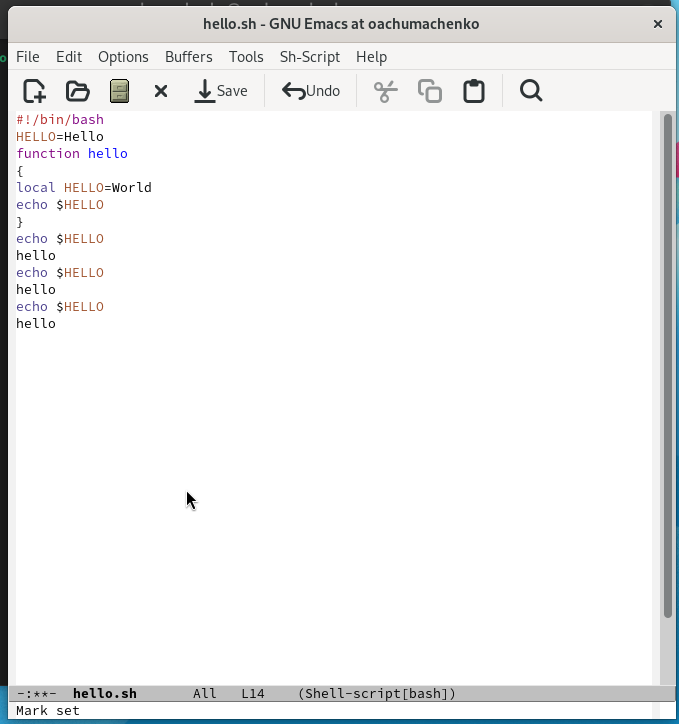 hello.sh - GNU Emacs at oachumachenko
File Edit Options Buffers Tools Sh-Script Help
Save Undo
#!/bin/bash
HELLO=Hello
function hello
{
local HELLO=World
echo $HELLO
}
echo $HELLO
hello
echo $HELLO
hello
echo $HELLO
hello
-:**- hello.sh All L14 (Shell-script[bash])
Mark set